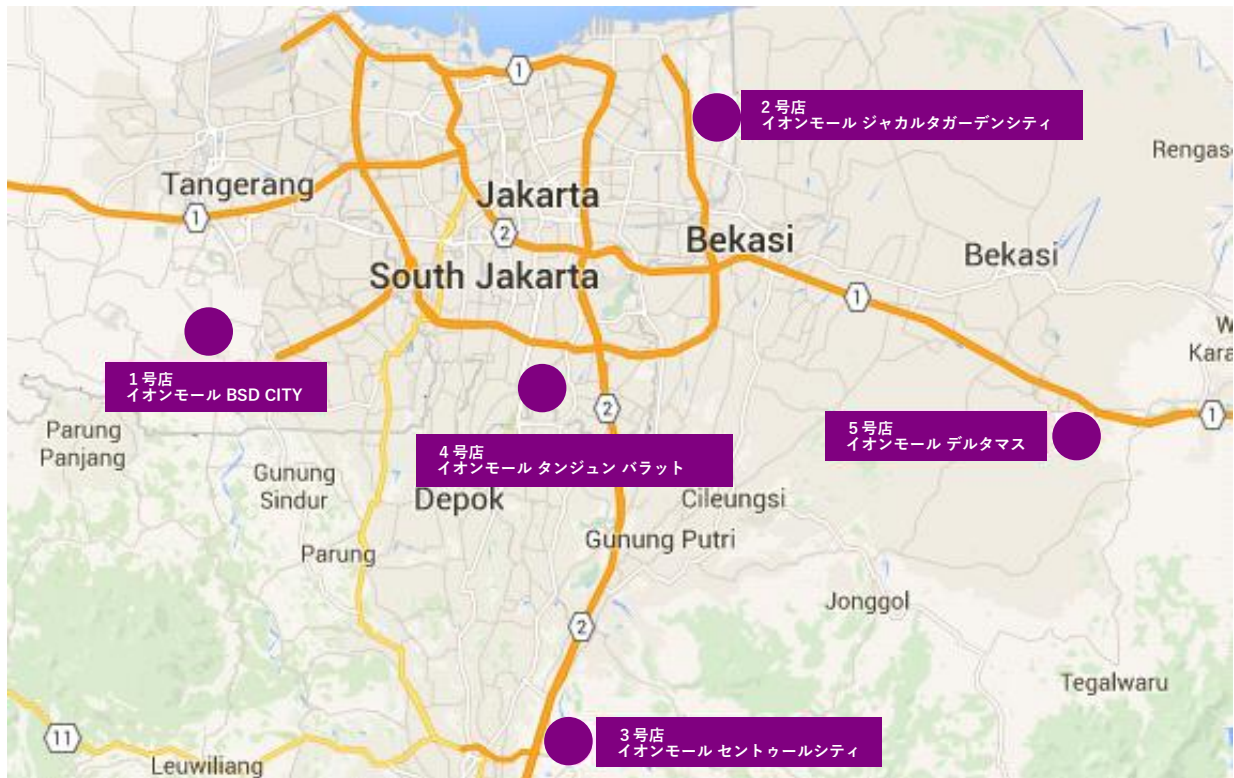 1
２号店
イオンモール ジャカルタガーデンシティ
Rengas
Tangerang
Jakarta
1
2
Bekasi
Bekasi
South Jakarta
1
W
Kara
１号店
イオンモール BSD CITY
2
1
５号店
イオンモール デルタマス
Parung
Panjang
４号店
イオンモール タンジュン バラット
Gunung
Sindur
Depok
Cileungsi
Gunung Putri
Parung
Jonggol
2
Tegalwaru
３号店
イオンモール セントゥールシティ
11
Leuwiliang